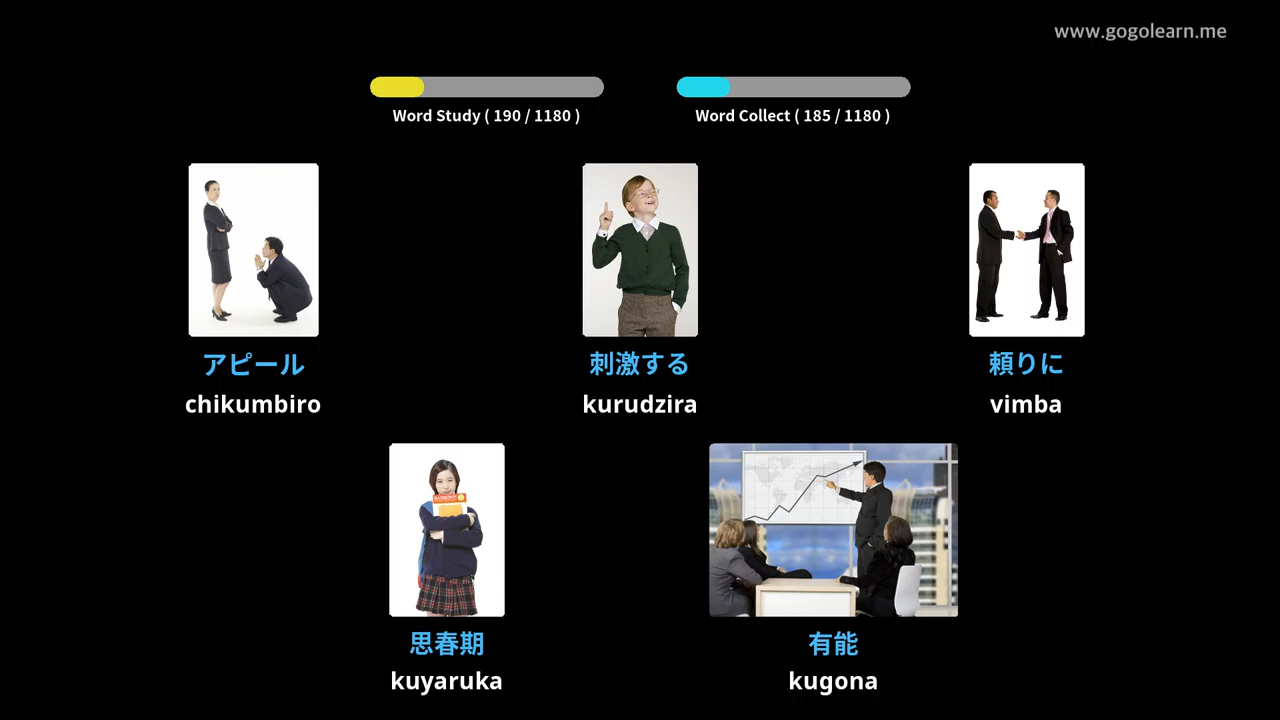 www.gogolearn.me
Word Study ( 190 / 1180 )
Word Collect ( 185 / 1180 )
アピール
chikumbiro
刺激する
kurudzira
頼りに
vimba
思春期
kuyaruka
有能
kugona